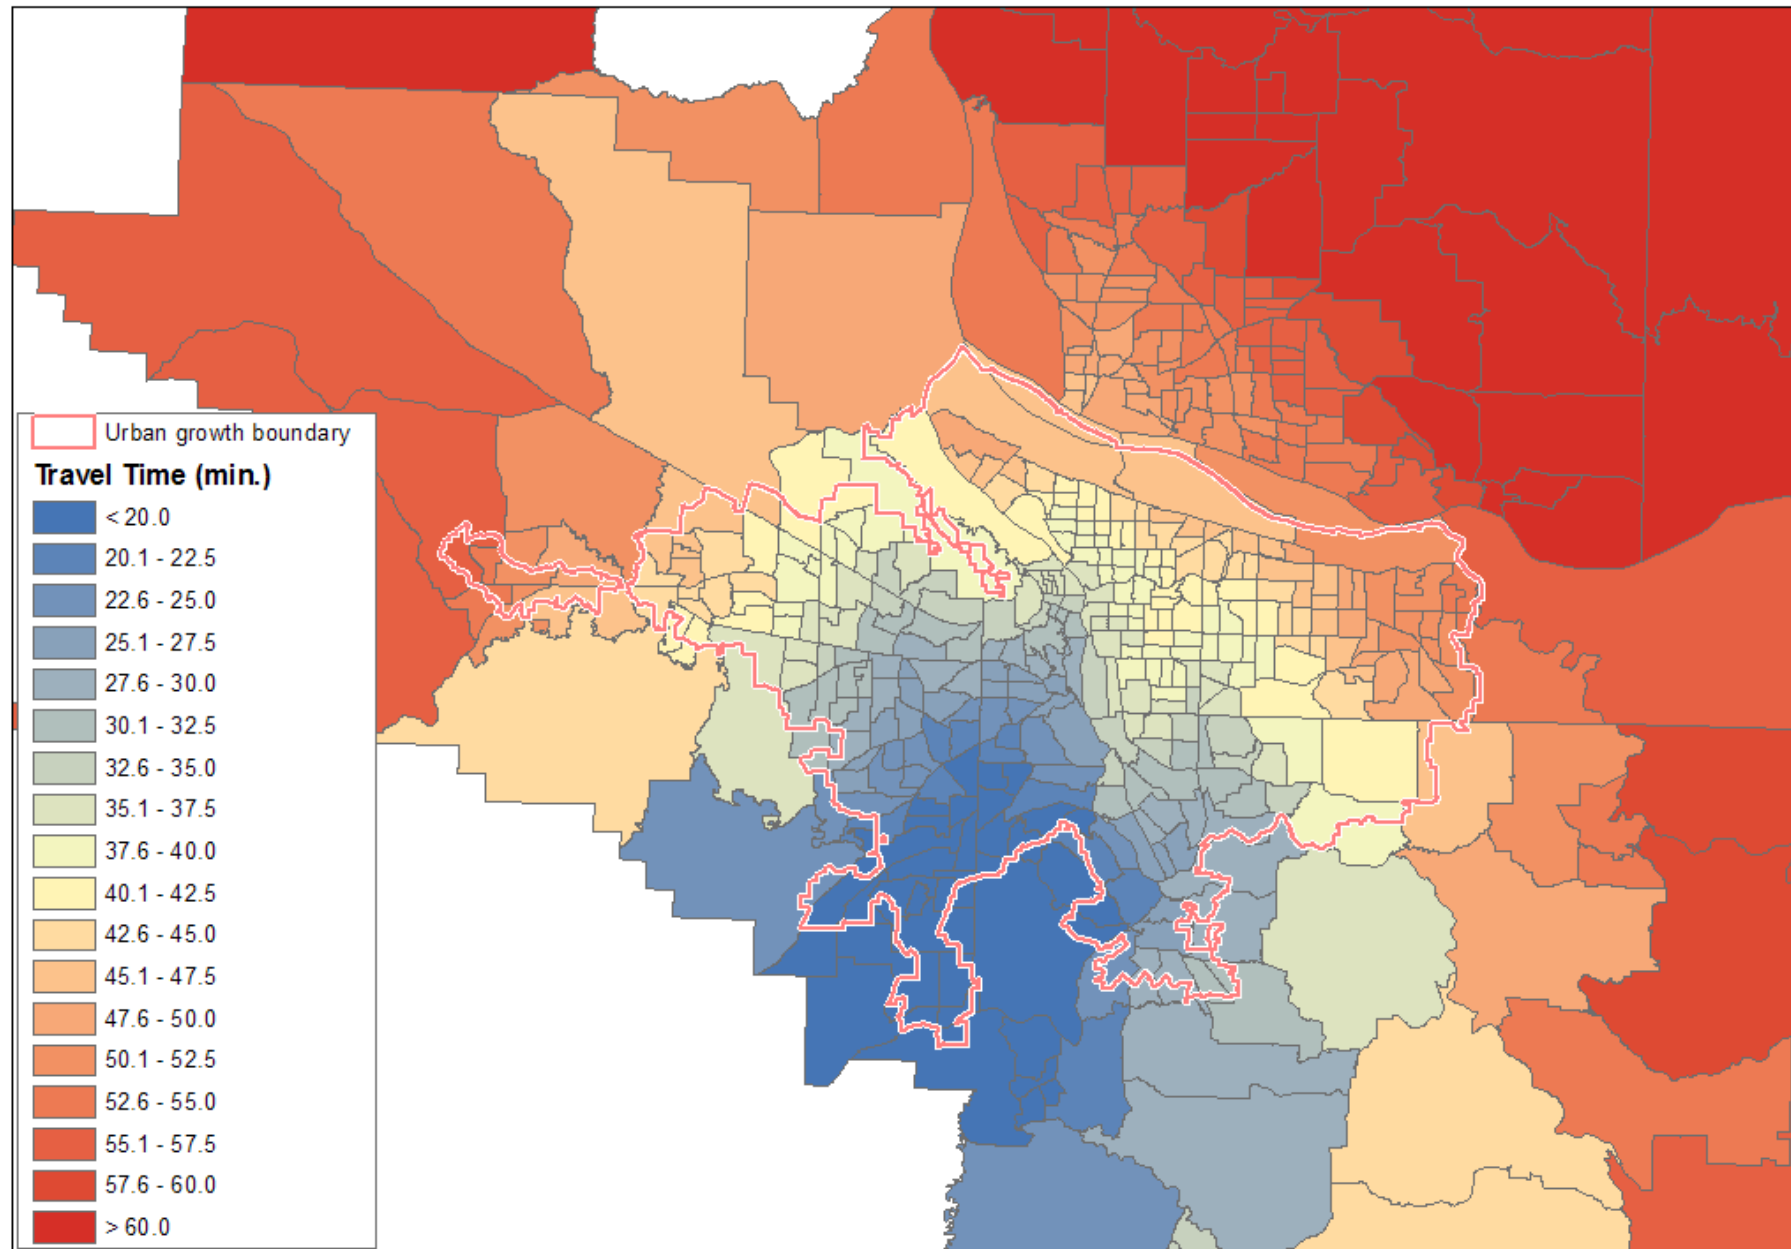 Urban growth boundary
Travel Time (min.)
< 20.0
20.1 - 22.5
22.6 - 25.0
25.1 - 27.5
27.6 - 30.0
30.1 - 32.5
32.6 - 35.0
35.1 - 37.5
37.6 - 40.0
40.1 - 42.5
42.6 - 45.0
45.1 - 47.5
47.6 - 50.0
50.1 - 52.5
52.6 - 55.0
55.1 - 57.5
57.6 - 60.0
> 60.0